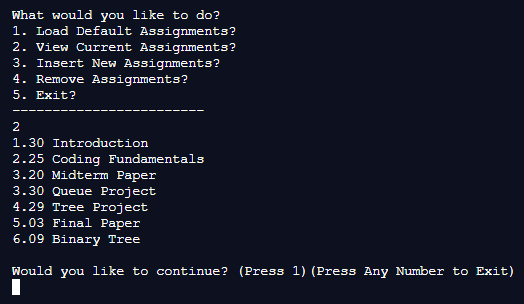 What would you like to do?
1. Load Default Assignments?
2. View Current Assignments?
3. Insert New Assignments?
4. Remove Assignments?
5. Exit?
------------------------
2
1.30 Introduction
2.25 Coding Fundamentals
3.20 Midterm Paper
3.30 Queue Project
4.29 Tree Project
5.03 Final Paper
6.09 Binary Tree
Would you like to continue? (Press 1)(Press Any Number to Exit)